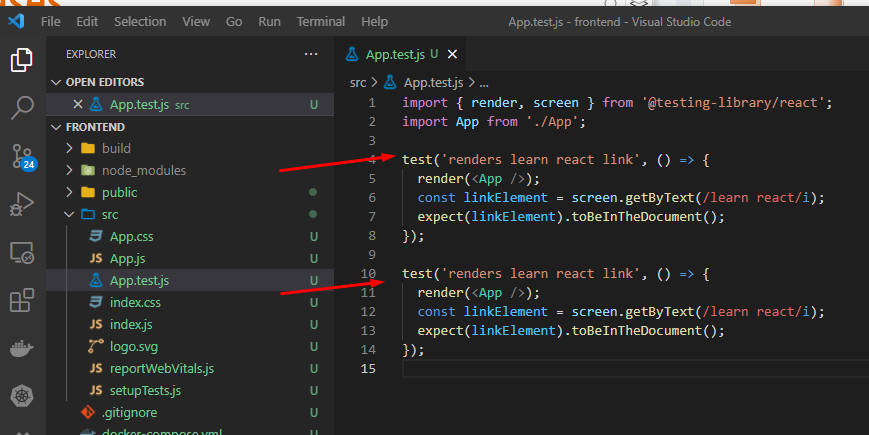 File Edit Selection View Go Run Terminal Help App.test.js - frontend - Visual Studio Code
EXPLORER ...
App.test.js U
OPEN EDITORS
App.test.js src U
FRONTEND
build
node_modules
public
src
App.css U
App.js U
App.test.js U
index.css U
index.js U
logo.svg U
reportWebVitals.js U
setupTests.js U
.gitignore U
docker-compose.yml
24
src > App.test.js > ...
1 import { render, screen } from '@testing-library/react';
2 import App from './App';
3
4 test('renders learn react link', () => {
5 render(<App />);
6 const linkElement = screen.getByText(/learn react/i);
7 expect(linkElement).toBeInTheDocument();
8 });
9
10 test('renders learn react link', () => {
11 render(<App />);
12 const linkElement = screen.getByText(/learn react/i);
13 expect(linkElement).toBeInTheDocument();
14 });
15